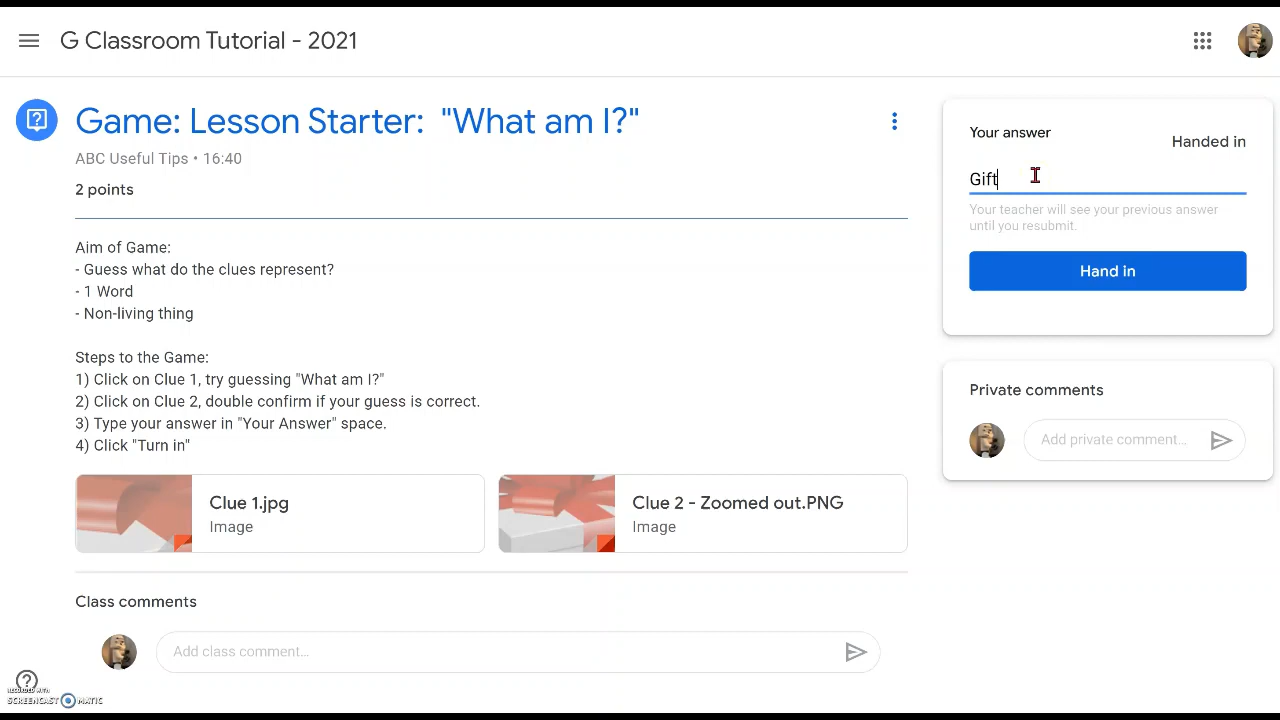 G Classroom Tutorial - 2021
Game: Lesson Starter: "What am I?"
ABC Useful Tips • 16:40
2 points
Aim of Game:
- Guess what do the clues represent?
- 1 Word
- Non-living thing
Steps to the Game:
1) Click on Clue 1, try guessing "What am I?"
2) Click on Clue 2, double confirm if your guess is correct.
3) Type your answer in "Your Answer" space.
4) Click "Turn in"
Clue 1.jpg
Image
Clue 2 - Zoomed out.PNG
Image
Class comments
Add class comment...
Your answer
Handed in
Gift
Your teacher will see your previous answer
until you resubmit.
Hand in
Private comments
Add private comment...
RECORDED WITH
SCREENCAST MATIC